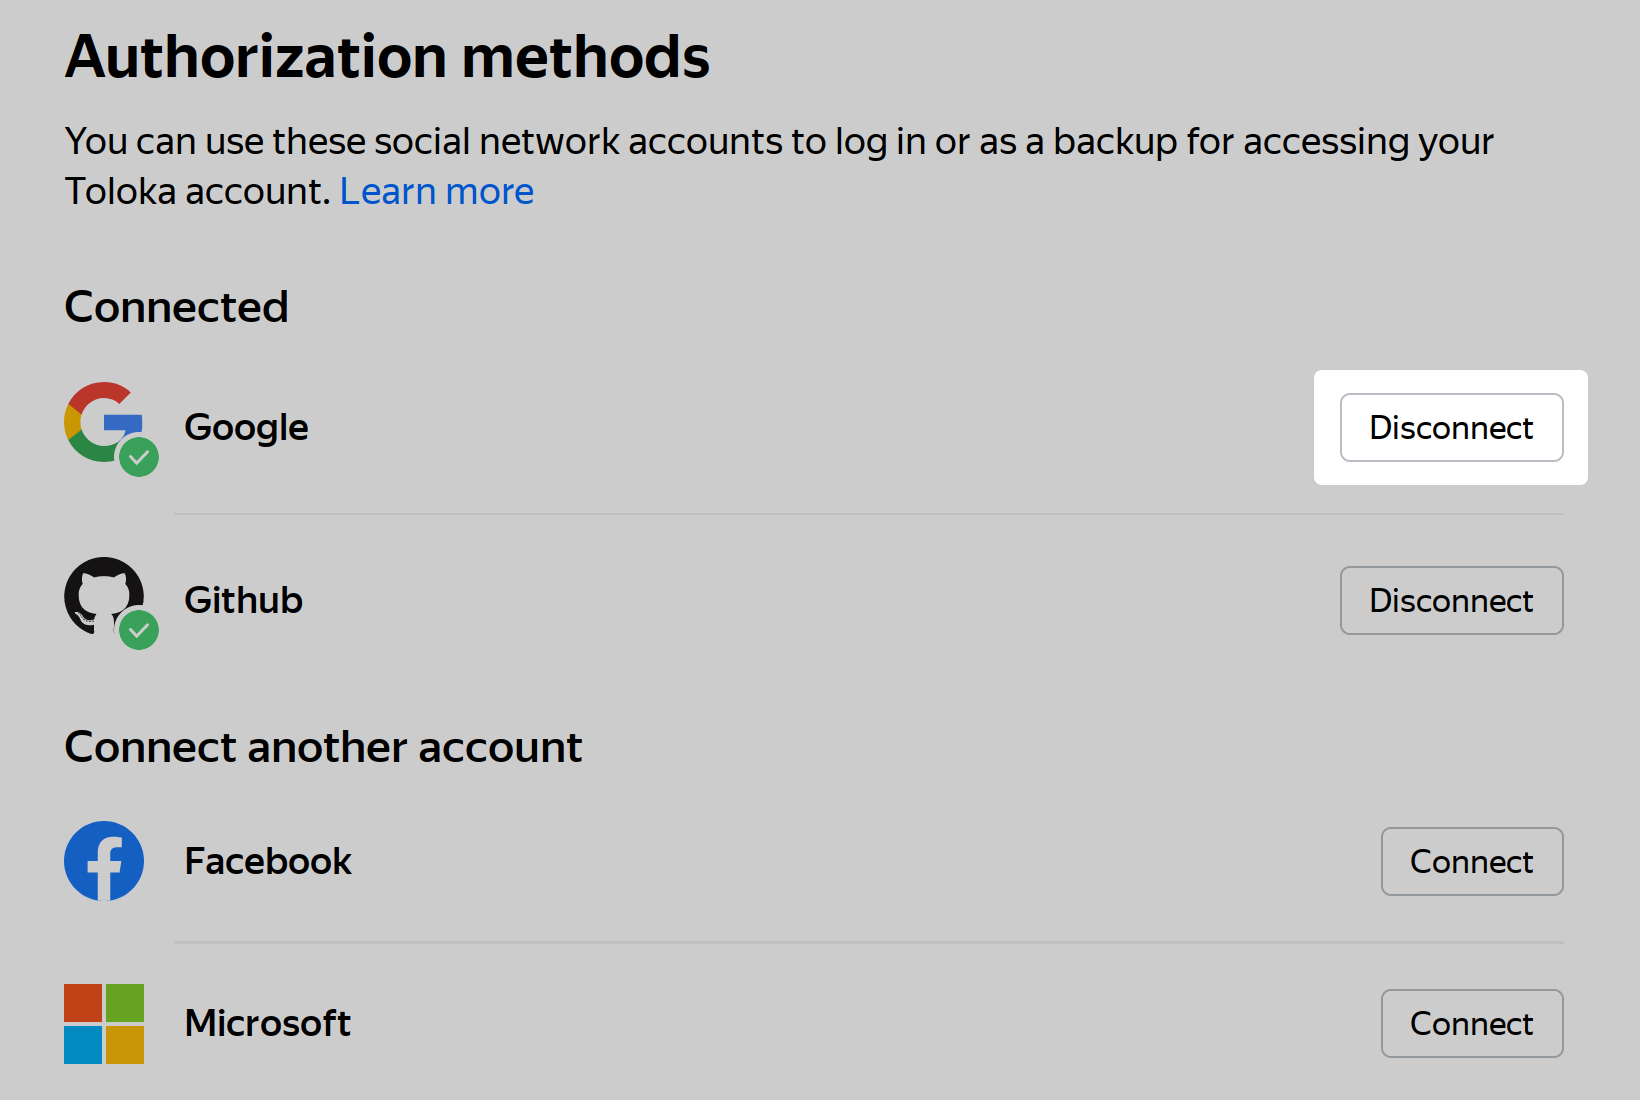 Authorization methods
You can use these social network accounts to log in or as a backup for accessing your
Toloka account. Learn more
Connected
Google
Disconnect
Github
Disconnect
Connect another account
Facebook
Connect
Microsoft
Connect